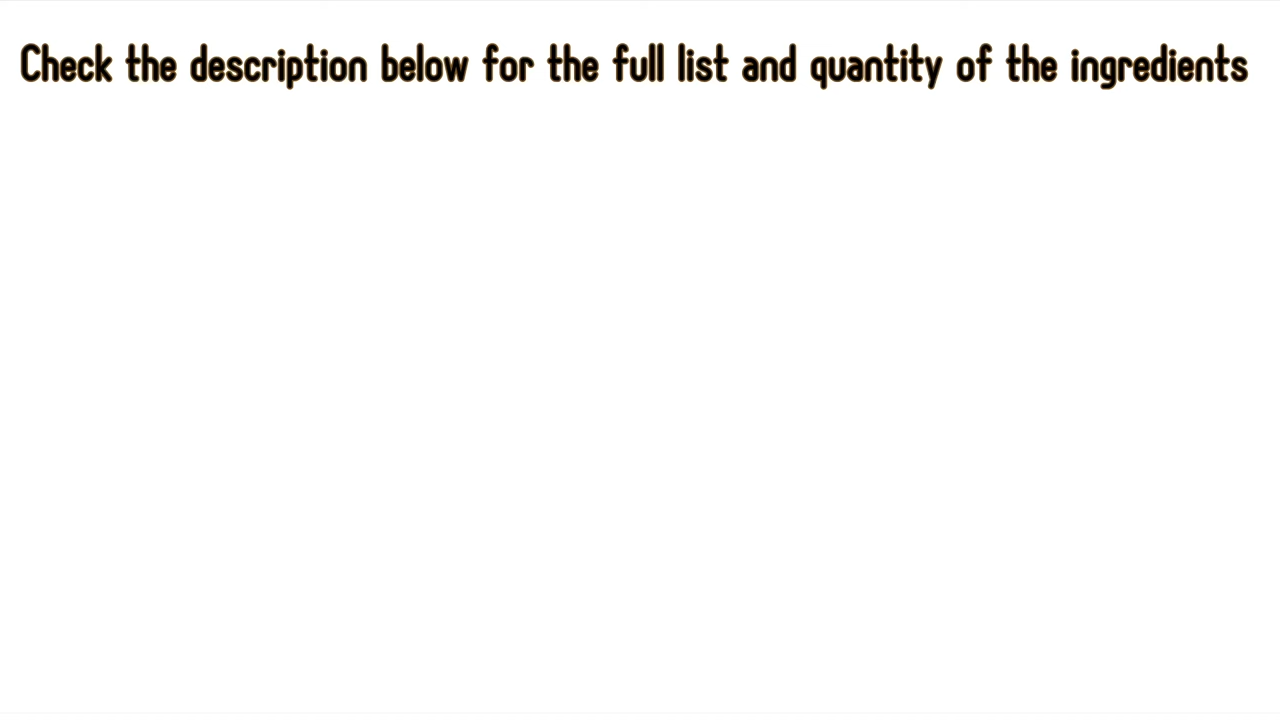 Check the description below for the full list and quantity of the ingredients